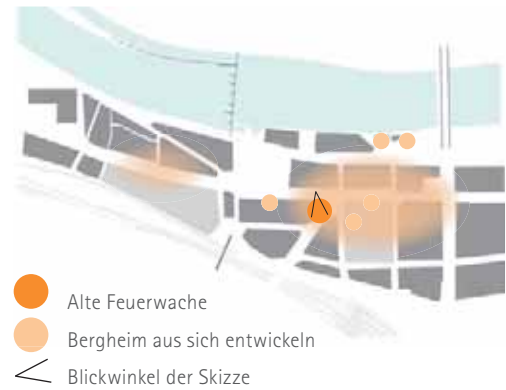 Alte Feuerwache
Bergheim aus sich entwickeln
Blickwinkel der Skizze